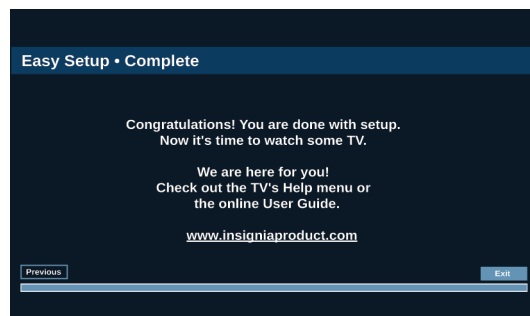 Easy Setup • Complete
Congratulations! You are done with setup.
Now it's time to watch some TV.
We are here for you!
Check out the TV's Help menu or
the online User Guide.
www.insigniaproduct.com
Previous
Exit